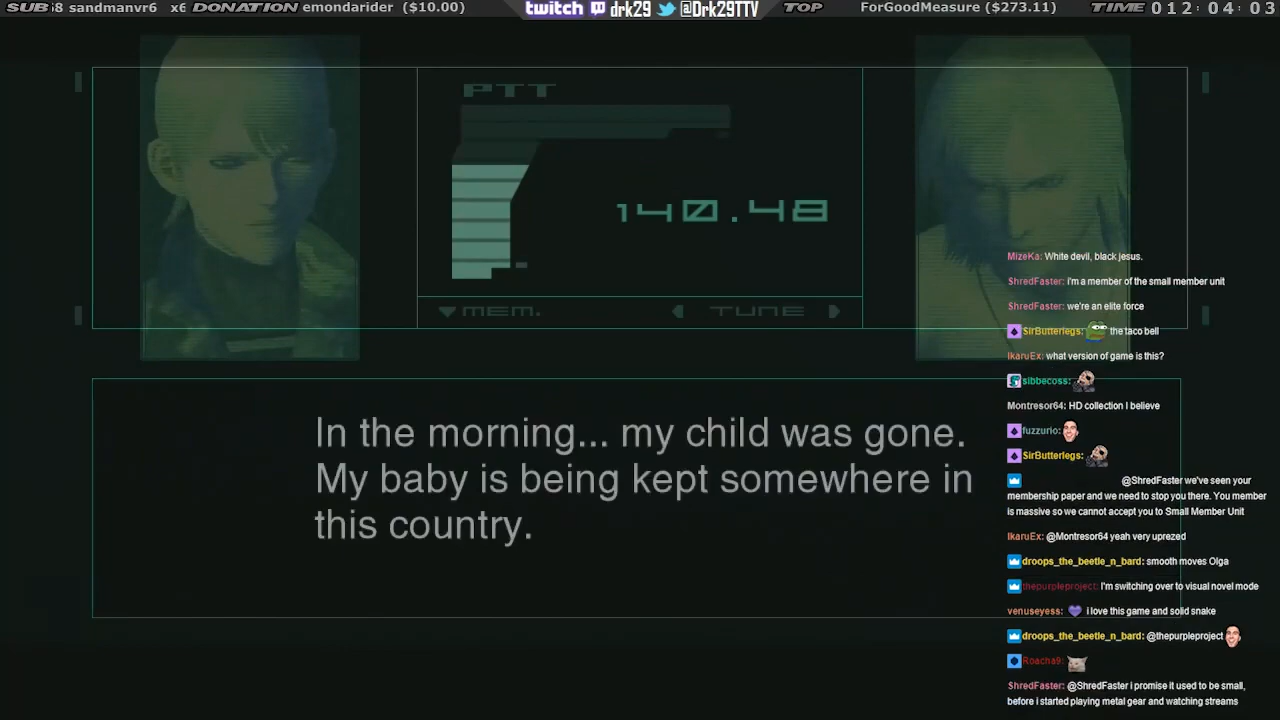 SUB i8 sandmanvr6 x6 DONATION emondarider ($10.00) twitch drk29 @Drk29TTV TOP ForGoodMeasure ($273.11) TIME 012:04:03
PTT
140.48
MEM. TUNE
In the morning... my child was gone.
My baby is being kept somewhere in
this country.
MizeKa: White devil, black jesus.
ShredFaster: i'm a member of the small member unit
ShredFaster: we're an elite force
SirButterlegs: the taco bell
IkaruEx: what version of game is this?
sibbecoss:
Montresor64: HD collection I believe
fuzzurio:
SirButterlegs:
@ShredFaster we've seen your
membership paper and we need to stop you there. You member
is massive so we cannot accept you to Small Member Unit
IkaruEx: @Montresor64 yeah very uprezed
droops_the_beetle_n_bard: smooth moves Olga
thepurpleproject: I'm switching over to visual novel mode
venuseyess: i love this game and solid snake
droops_the_beetle_n_bard: @thepurpleproject
Roacha9:
ShredFaster: @ShredFaster i promise it used to be small,
before i started playing metal gear and watching streams